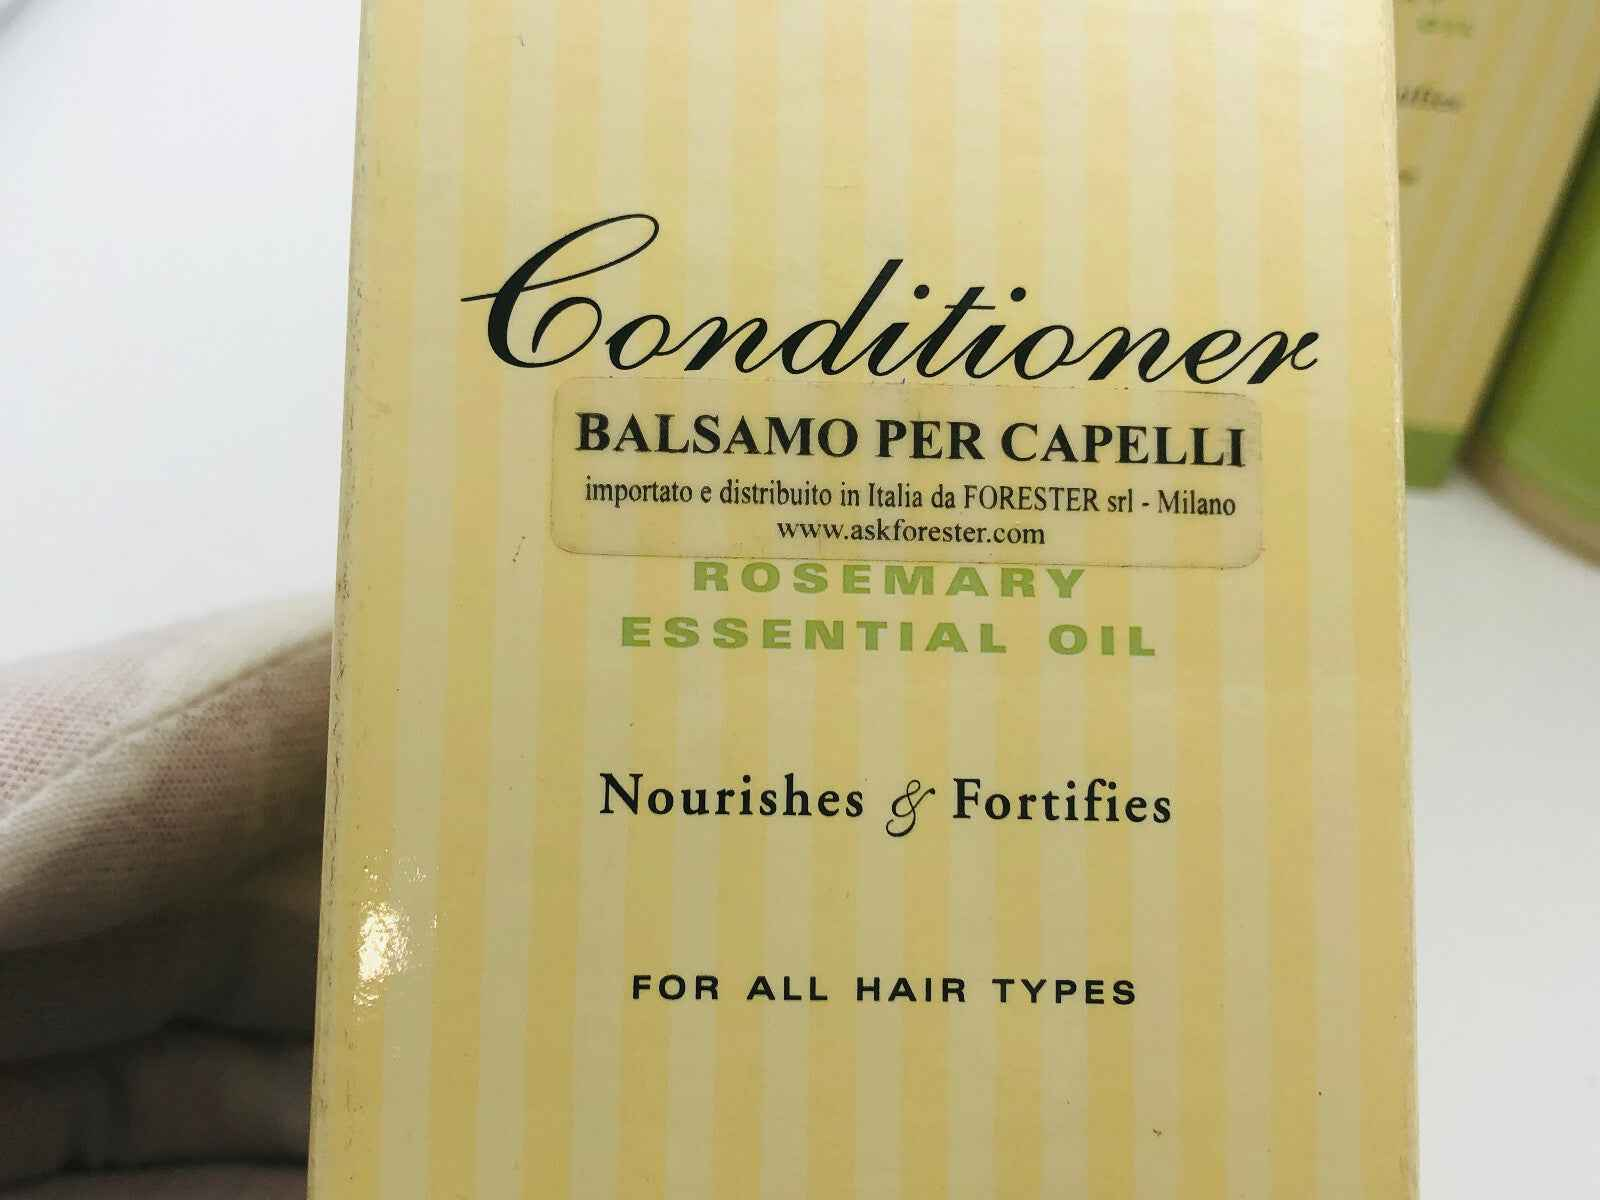 Conditioner
BALSAMO PER CAPELLI
importato e distribuito in Italia da FORESTER srl - Milano
www.askforester.com
ROSEMARY
ESSENTIAL OIL
Nourishes & Fortifies
FOR ALL HAIR TYPES
OIL